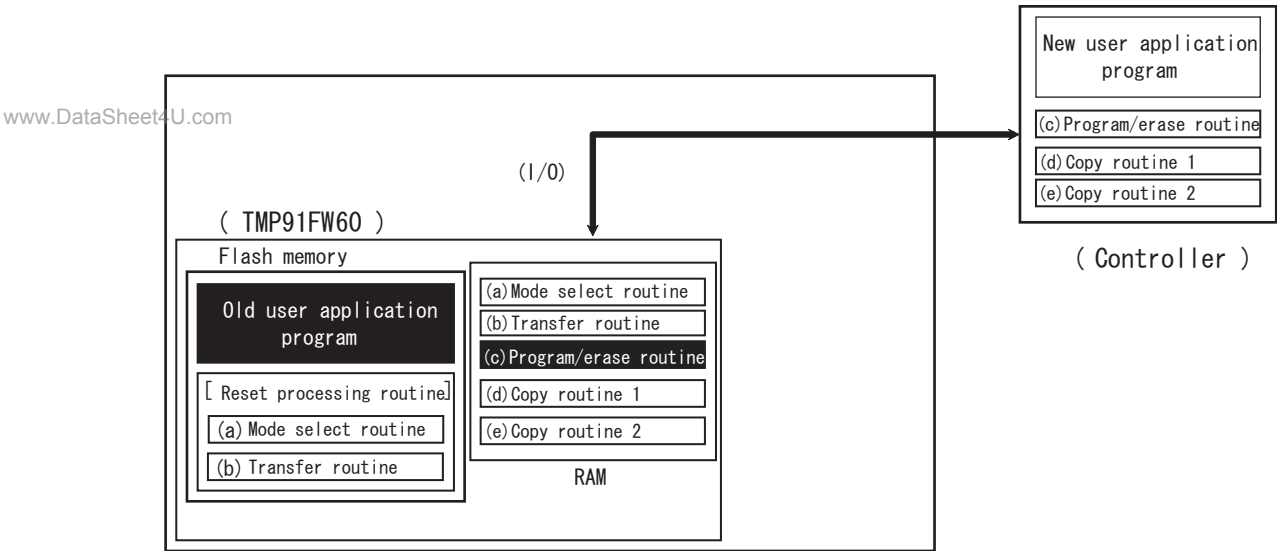 www.DataSheet4U.com
(I/O)
( TMP91FW60 )
Flash memory
Old user application
program
[ Reset processing routine]
(a) Mode select routine
(b) Transfer routine
(a)Mode select routine
(b)Transfer routine
(c)Program/erase routine
(d)Copy routine 1
(e)Copy routine 2
RAM
New user application
program
(c)Program/erase routine
(d)Copy routine 1
(e)Copy routine 2
( Controller )